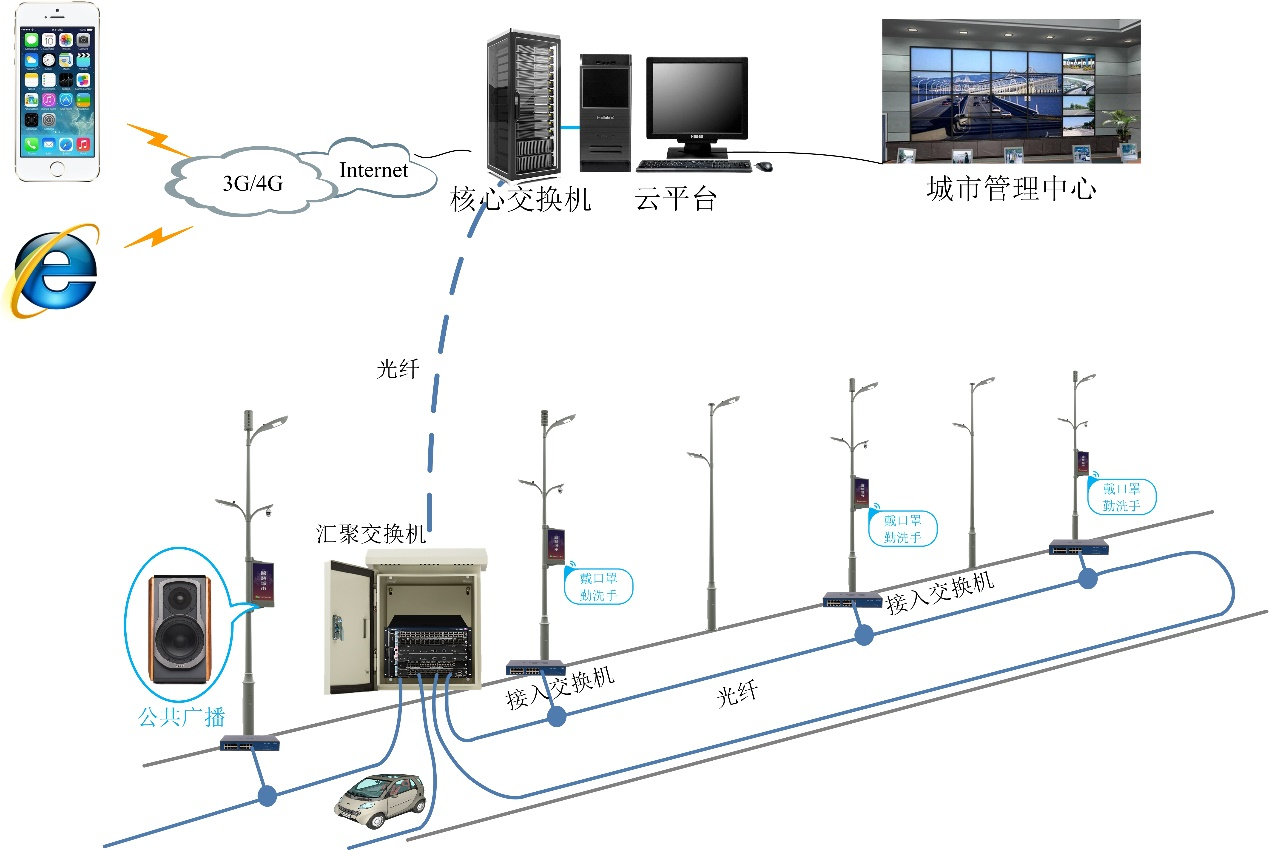 3G/4G
Internet
核心交换机
云平台
城市管理中心
光纤
汇聚交换机
戴口罩
勤洗手
戴口罩
勤洗手
戴口罩
勤洗手
接入交换机
接入交换机
光纤
公共广播